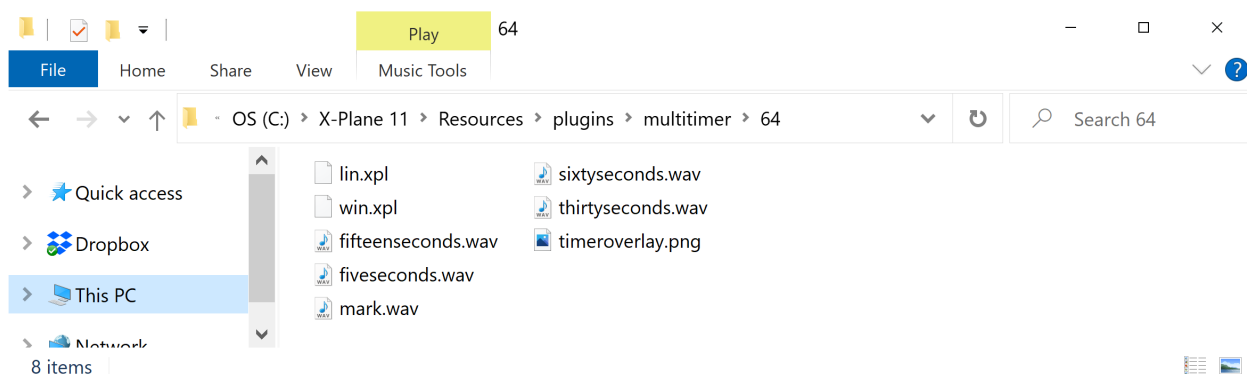 Play 64
File Home Share View Music Tools
OS (C:) X-Plane 11 Resources plugins multitimer 64 Search 64
Quick access
Dropbox
This PC
Network
lin.xpl
win.xpl
fifteenseconds.wav
fiveseconds.wav
mark.wav
sixtyseconds.wav
thirtyseconds.wav
timeroverlay.png
8 items